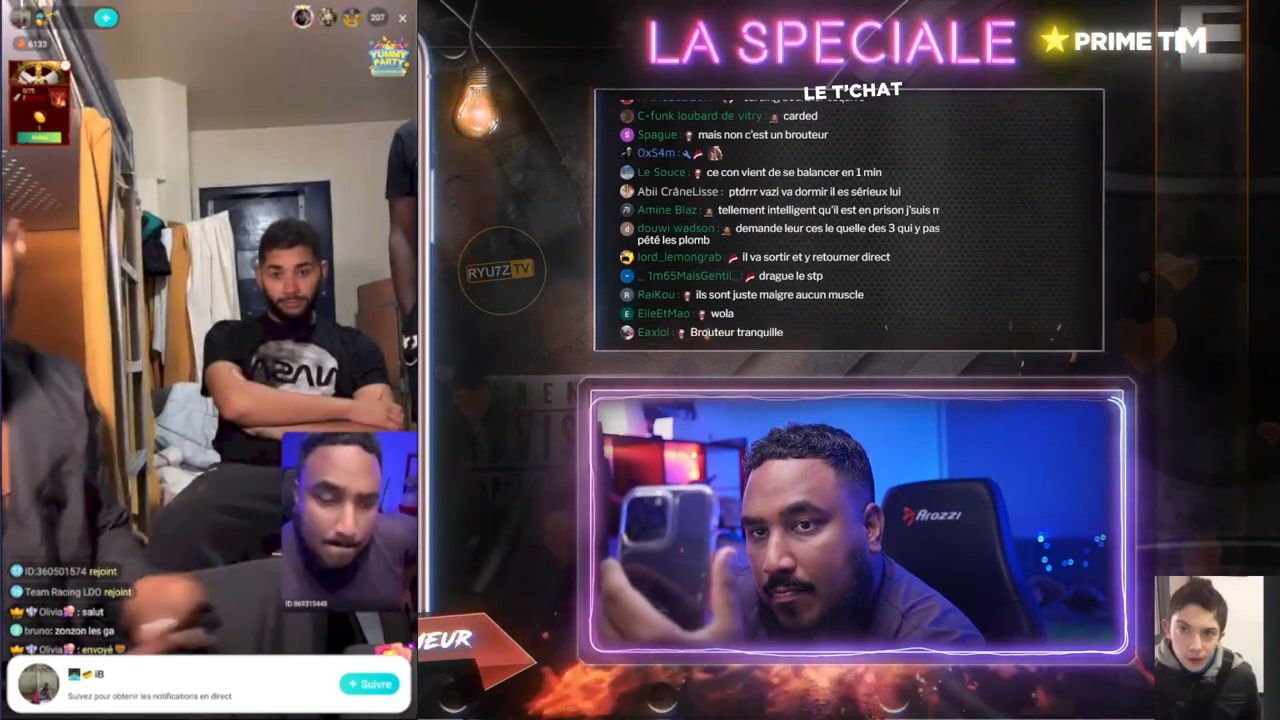 207
6133
YUMMY
PARTY
0/75
ID:360501574 rejoint
Team Racing LDO rejoint
Olivia : salut
bruno: zonzon les ga
Olivia : envoyé
ID:869315448
iB
Suivez pour obtenir les notifications en direct
+ Suivre
LA SPECIALE
PRIME TIM
LE T'CHAT
C-funk loubard de vitry : carded
Spague : mais non c'est un brouteur
OxS4m :
Le Souce : ce con vient de se balancer en 1 min
Abii CrâneLisse : ptdrrr vazi va dormir il es sérieux lui
Amine Blaz : tellement intelligent qu'il est en prison j'suis m
douwi wadson : demande leur ces le quelle des 3 qui y pas
pété les plomb
lord_lemongrab : il va sortir et y retourner direct
_ 1m65MaisGentil_ : drague le stp
RaiKou : ils sont juste maigre aucun muscle
EileEtMao : wola
Eaxlol : Brouteur tranquille
RYU7Z TV
Arozzi